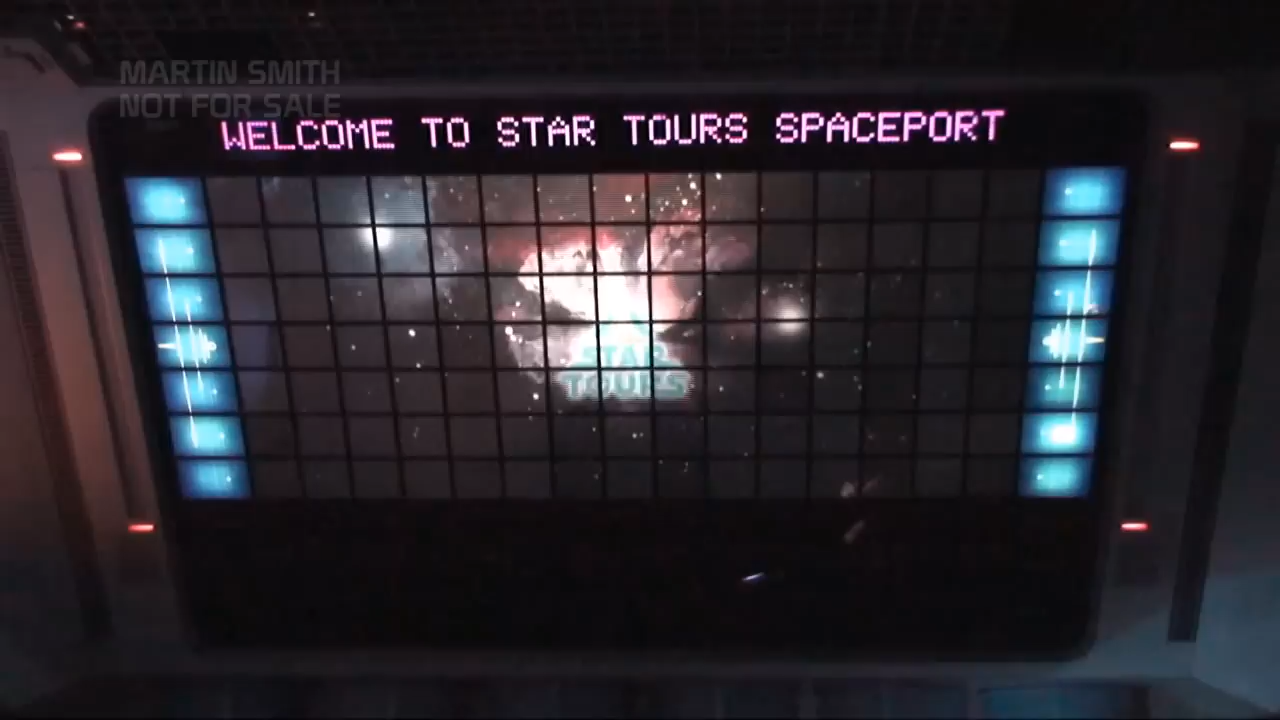 MARTIN SMITH
NOT FOR SALE
WELCOME TO STAR TOURS SPACEPORT
STAR
TOURS